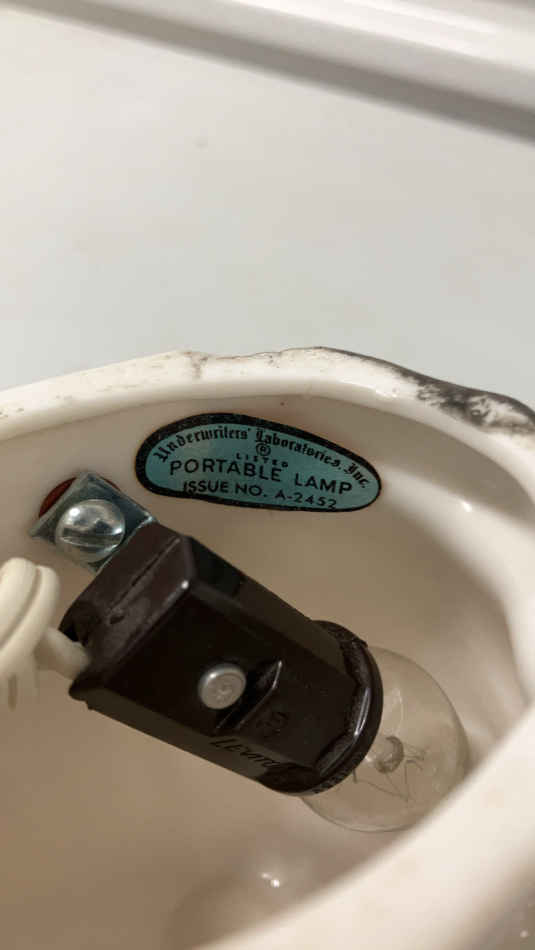 Underwriters' Laboratories, Inc.
®
LISTED
PORTABLE LAMP
ISSUE NO. A-2452